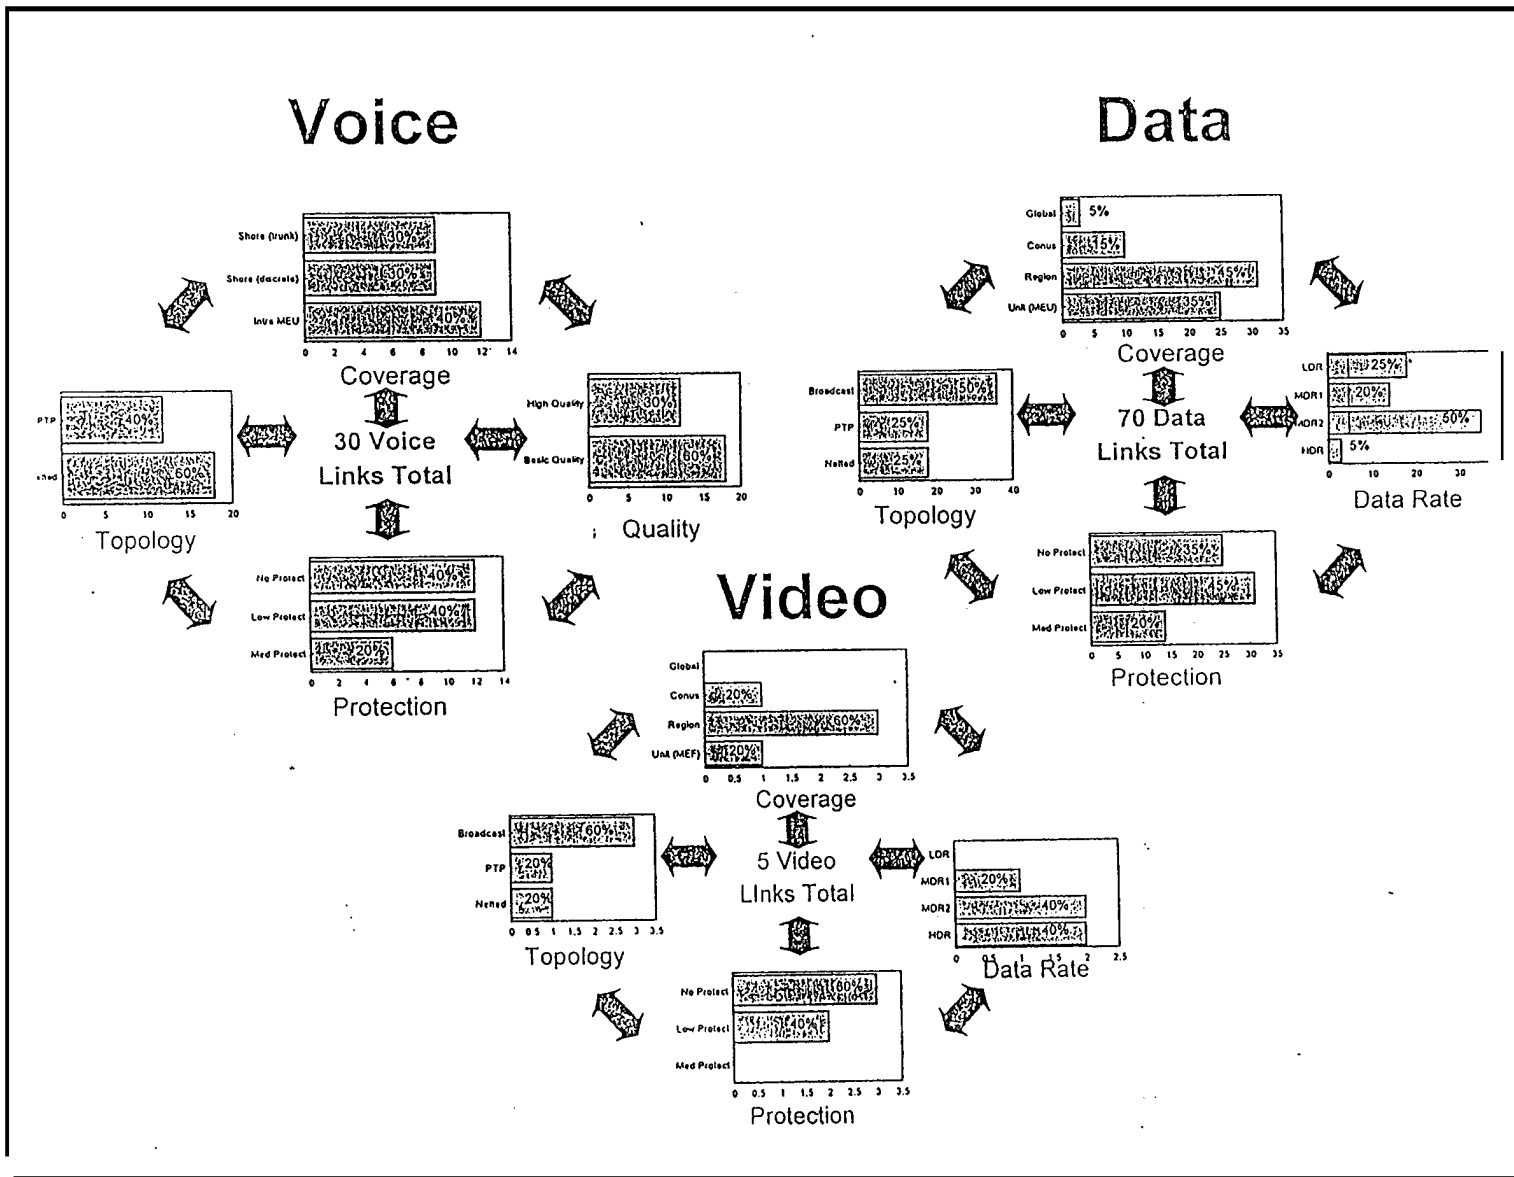 Voice
Shore (trunk)
30%
Shore (discrete)
30%
Intra MEU
40%
0 2 4 6 8 10 12 14
Coverage
PTP
40%
60%
0 5 10 15 20
Topology
30 Voice
Links Total
High Quality
Basic Quality
60%
0 5 10 15 20
Quality
No Protect
40%
Low Protect
40%
Med Protect
20%
0 2 4 6 8 10 12 14
Protection
Data
Global
5%
Conus
15%
Region
45%
Unit (MEU)
35%
0 5 10 15 20 25 30 35
Coverage
Broadcast
50%
PTP
25%
Netted
25%
0 10 20 30 40
Topology
70 Data
Links Total
LDR
25%
MDR1
20%
MDR2
50%
HDR
5%
0 10 20 30
Data Rate
No Protect
35%
Low Protect
45%
Med Protect
20%
0 5 10 15 20 25 30 35
Protection
Video
Global
Conus
20%
Region
60%
Unit (MEF)
20%
0 0.5 1 1.5 2 2.5 3 3.5
Coverage
Broadcast
60%
PTP
20%
Netted
20%
0 0.5 1 1.5 2 2.5 3 3.5
Topology
5 Video
LInks Total
LDR
MDR1
20%
MDR2
40%
HDR
40%
0 0.5 1 1.5 2 2.5
Data Rate
No Protect
60%
Low Protect
40%
Med Protect
0 0.5 1 1.5 2 2.5 3 3.5
Protection